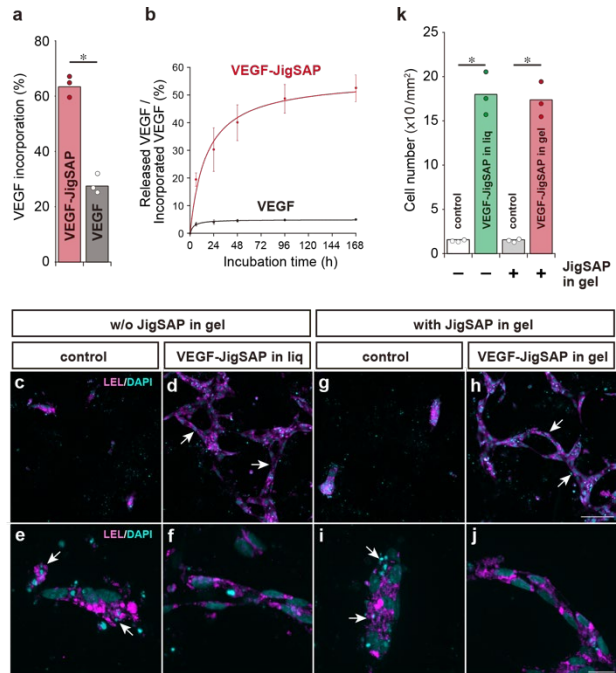 a
VEGF incorporation (%)
80
60
40
20
0
*
VEGF-JigSAP
VEGF
b
Released VEGF /
Incorporated VEGF (%)
60
50
40
30
20
10
0
VEGF-JigSAP
VEGF
0 24 48 72 96 120 144 168
Incubation time (h)
k
Cell number (x10 /mm²)
25
20
15
10
5
0
* *
control
VEGF-JigSAP in liq
control
VEGF-JigSAP in gel
− − + +
JigSAP
in gel
w/o JigSAP in gel
with JigSAP in gel
control
VEGF-JigSAP in liq
control
VEGF-JigSAP in gel
c
LEL/DAPI
d
g
h
e
LEL/DAPI
f
i
j